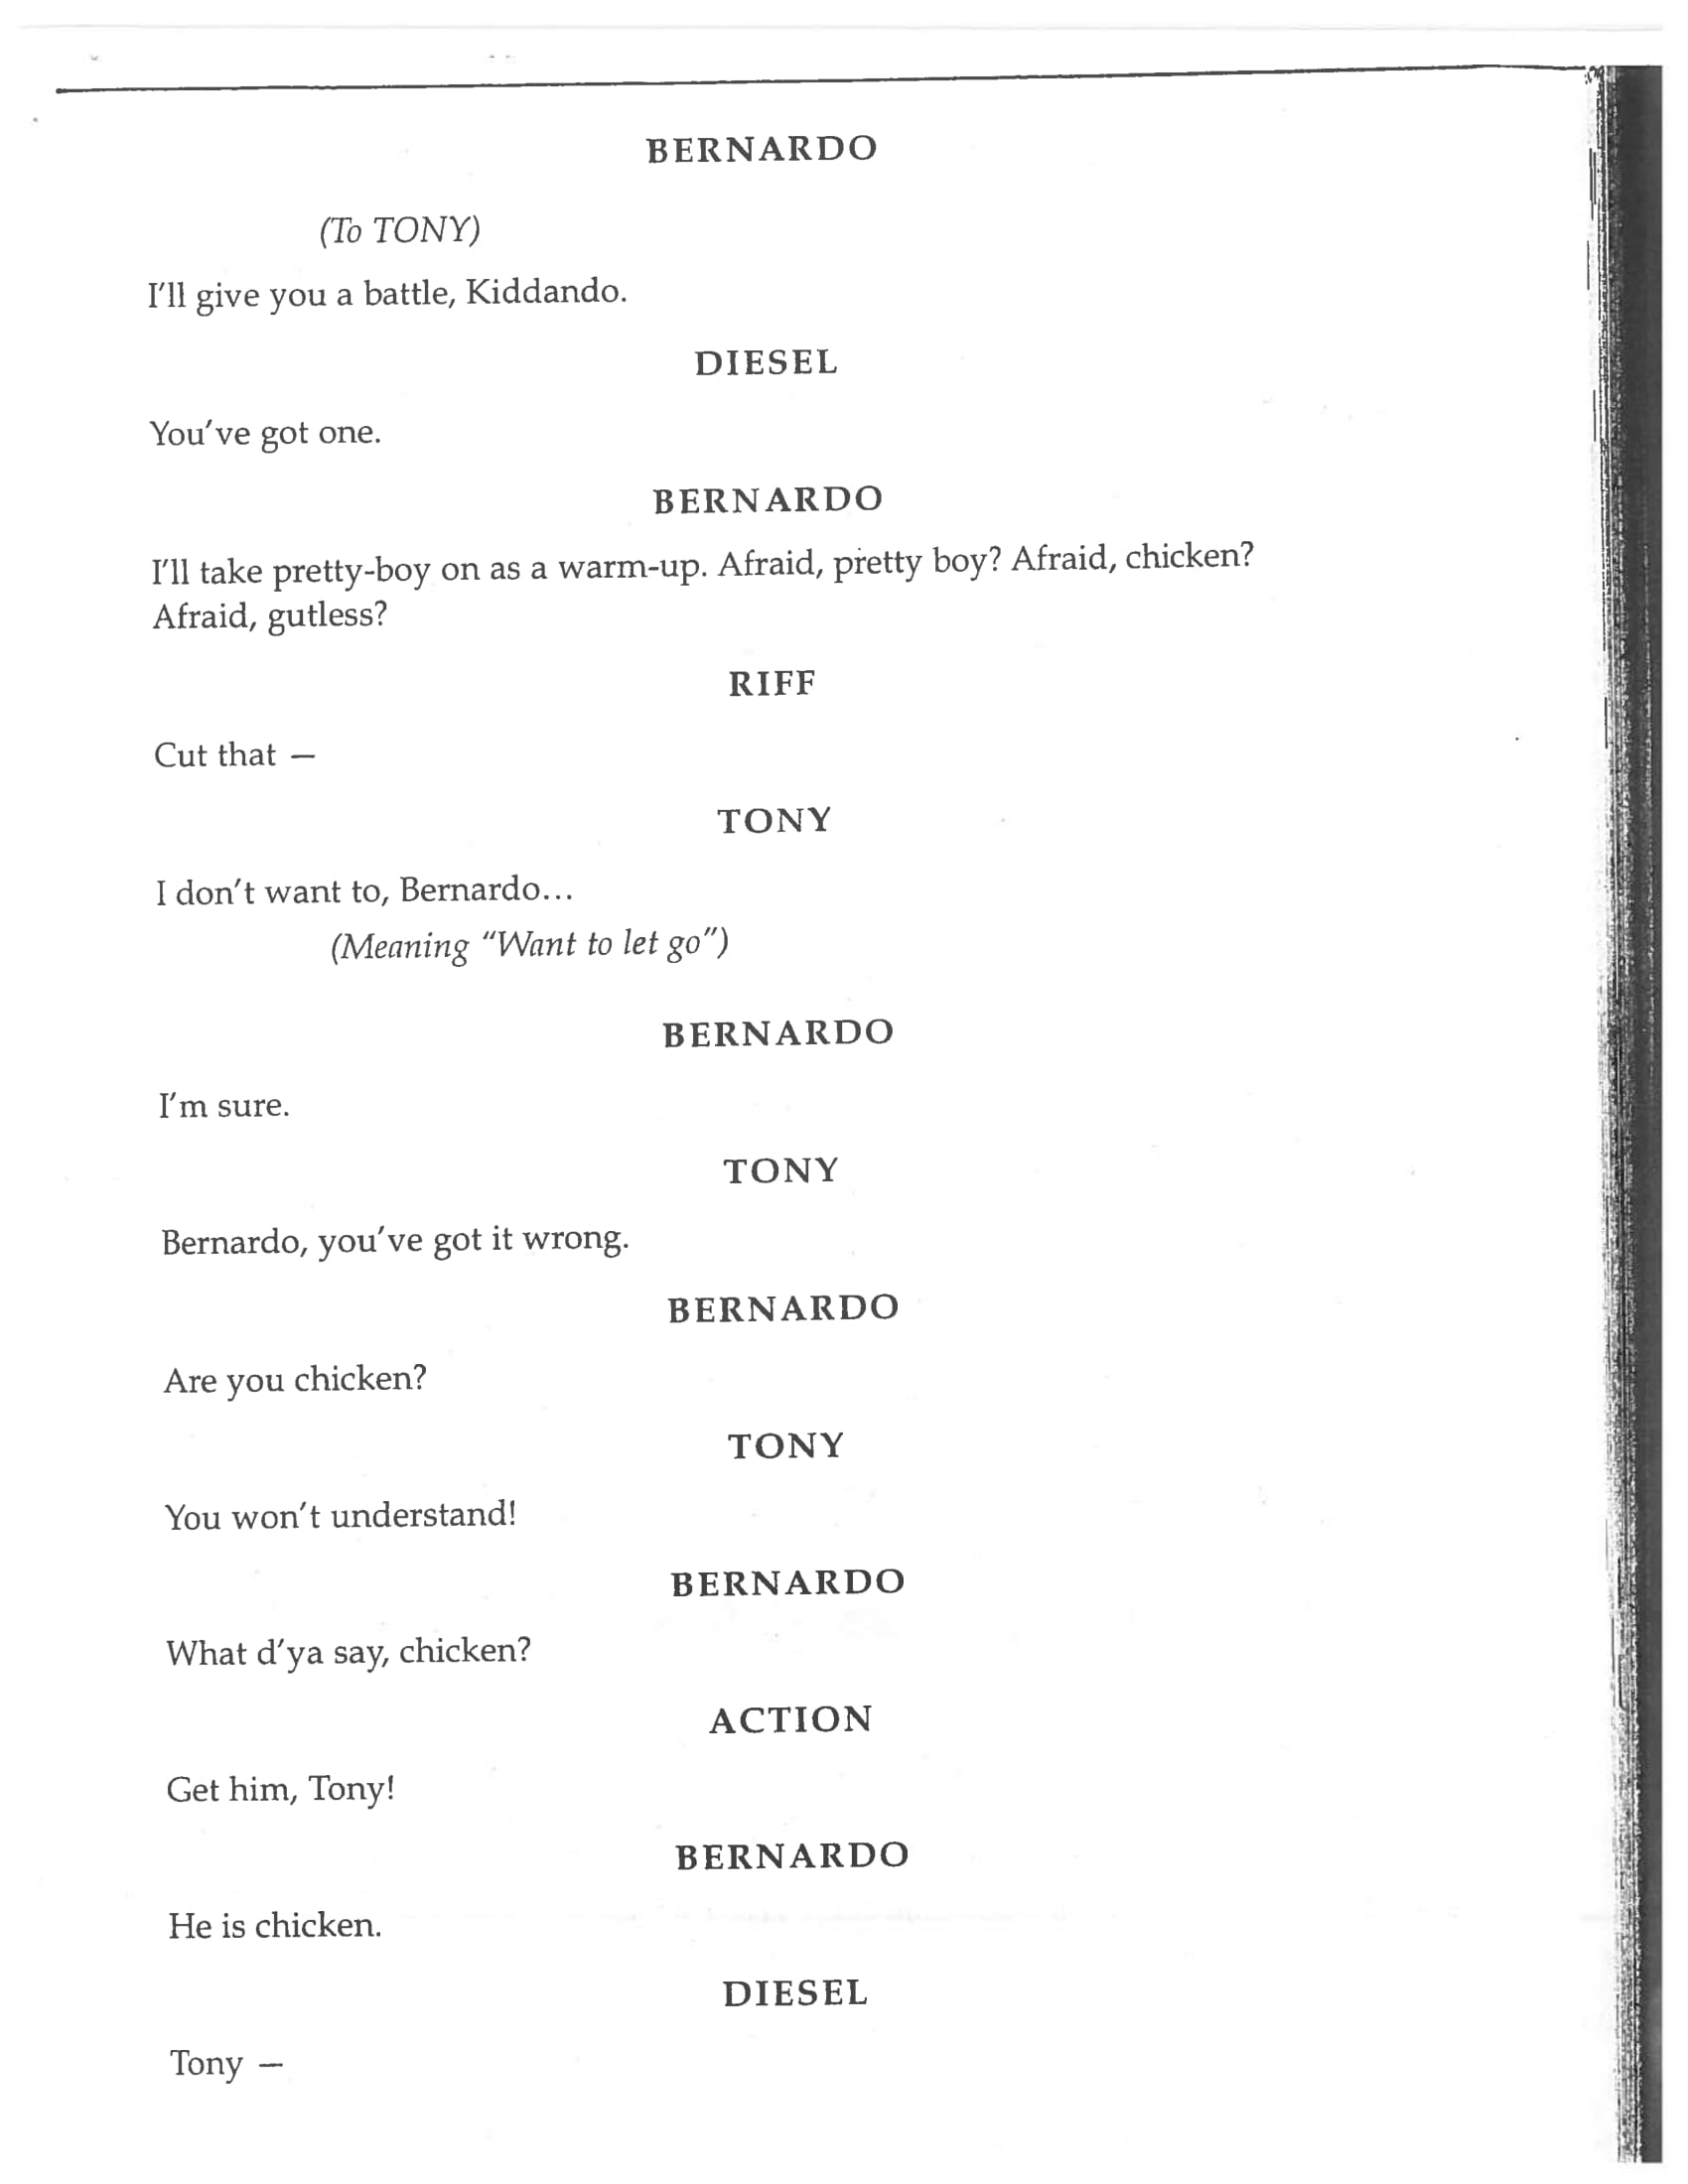 BERNARDO
(To TONY)
I'll give you a battle, Kiddando.
DIESEL
You've got one.
BERNARDO
I'll take pretty-boy on as a warm-up. Afraid, pretty boy? Afraid, chicken?
Afraid, gutless?
RIFF
Cut that —
TONY
I don't want to, Bernardo...
(Meaning "Want to let go")
BERNARDO
I'm sure.
TONY
Bernardo, you've got it wrong.
BERNARDO
Are you chicken?
TONY
You won't understand!
BERNARDO
What d'ya say, chicken?
ACTION
Get him, Tony!
BERNARDO
He is chicken.
DIESEL
Tony —